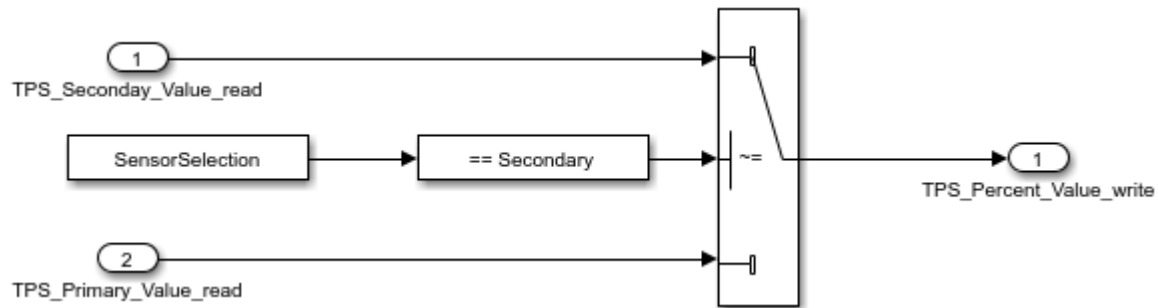 1
TPS_Seconday_Value_read
SensorSelection
== Secondary
~=
1
TPS_Percent_Value_write
2
TPS_Primary_Value_read